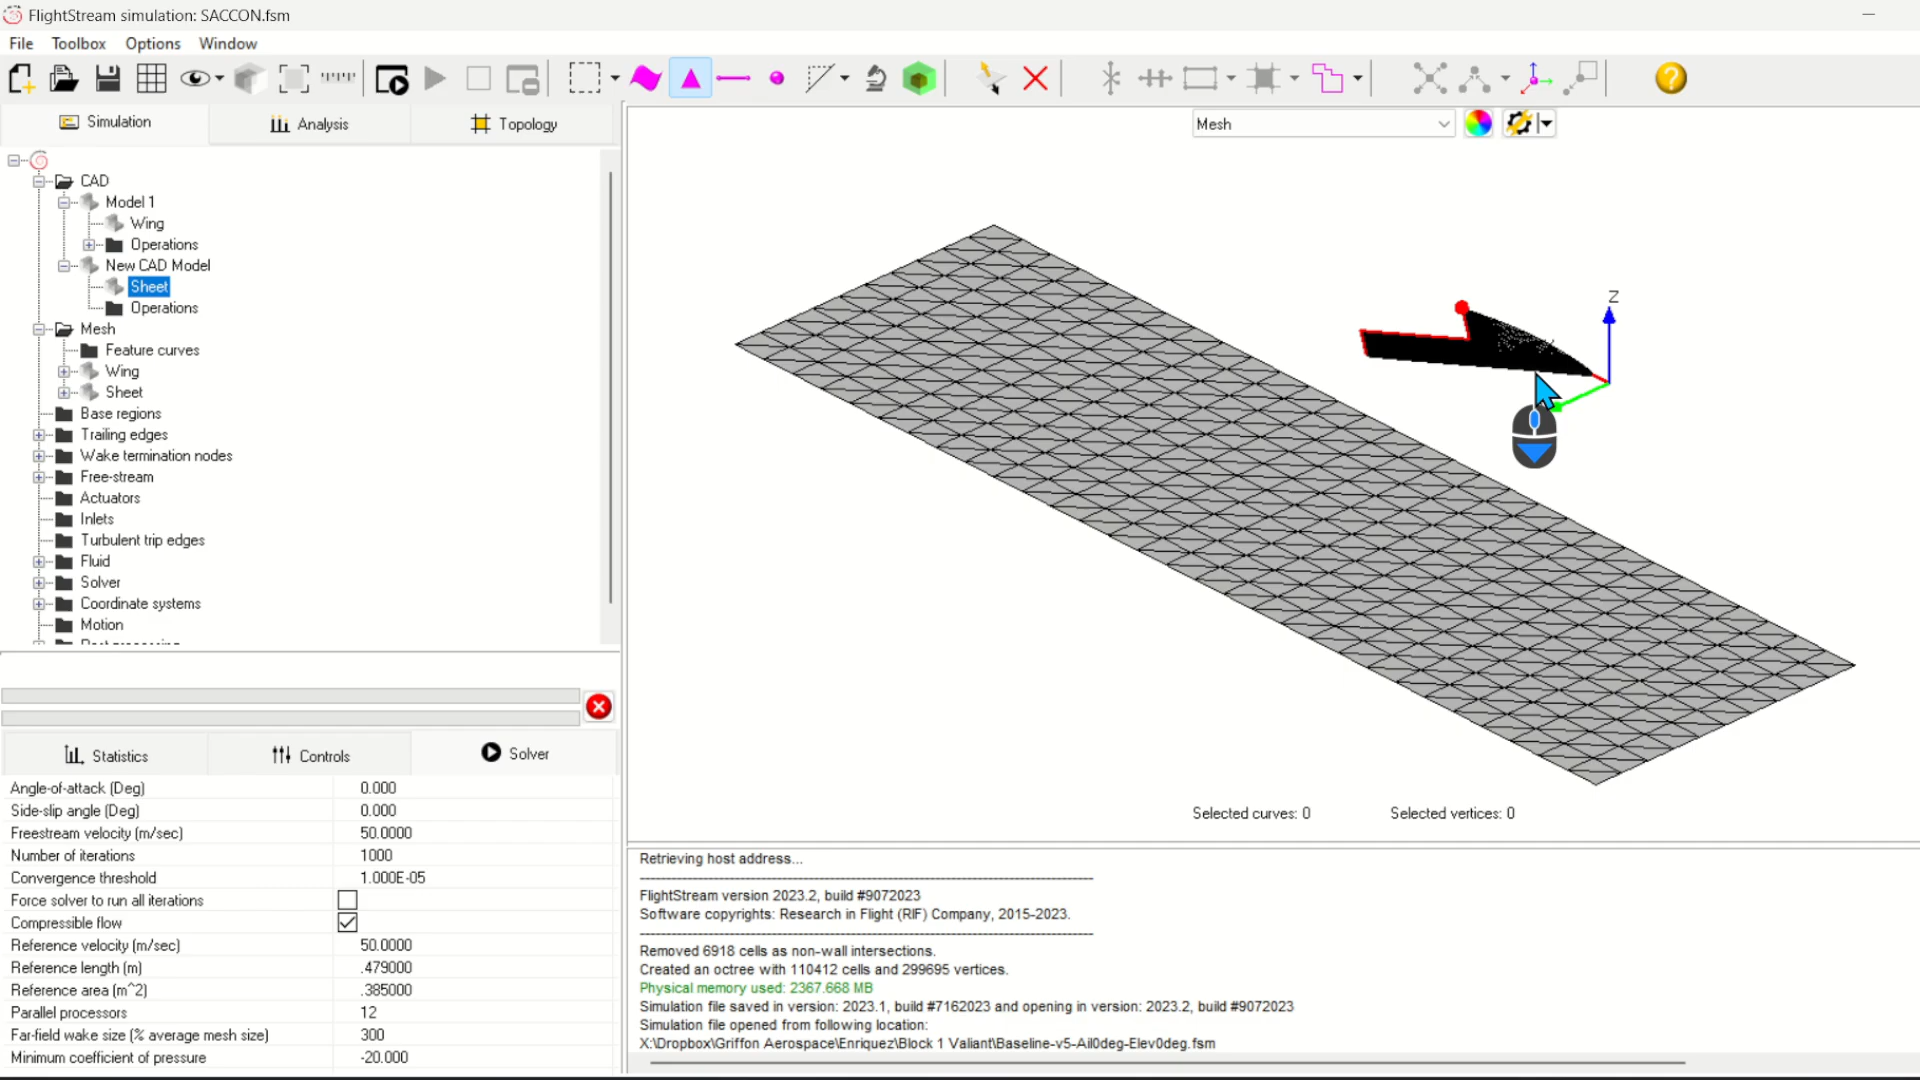 FlightStream simulation: SACCON.fsm
File Toolbox Options Window
Simulation Analysis Topology
Mesh
CAD
Model 1
Wing
Operations
New CAD Model
Sheet
Operations
Mesh
Feature curves
Wing
Sheet
Base regions
Trailing edges
Wake termination nodes
Free-stream
Actuators
Inlets
Turbulent trip edges
Fluid
Solver
Coordinate systems
Motion
Z
Selected curves: 0 Selected vertices: 0
Statistics Controls Solver
Angle-of-attack (Deg) 0.000
Side-slip angle (Deg) 0.000
Freestream velocity (m/sec) 50.0000
Number of iterations 1000
Convergence threshold 1.000E-05
Force solver to run all iterations
Compressible flow
Reference velocity (m/sec) 50.0000
Reference length (m) .479000
Reference area (m^2) .385000
Parallel processors 12
Far-field wake size (% average mesh size) 300
Minimum coefficient of pressure -20.000
Retrieving host address...
FlightStream version 2023.2, build #9072023
Software copyrights: Research in Flight (RIF) Company, 2015-2023.
Removed 6918 cells as non-wall intersections.
Created an octree with 110412 cells and 299695 vertices.
Physical memory used: 2367.668 MB
Simulation file saved in version: 2023.1, build #7162023 and opening in version: 2023.2, build #9072023
Simulation file opened from following location:
X:\Dropbox\Griffon Aerospace\Enriquez\Block 1 Valiant\Baseline-v5-Ail0deg-Elev0deg.fsm